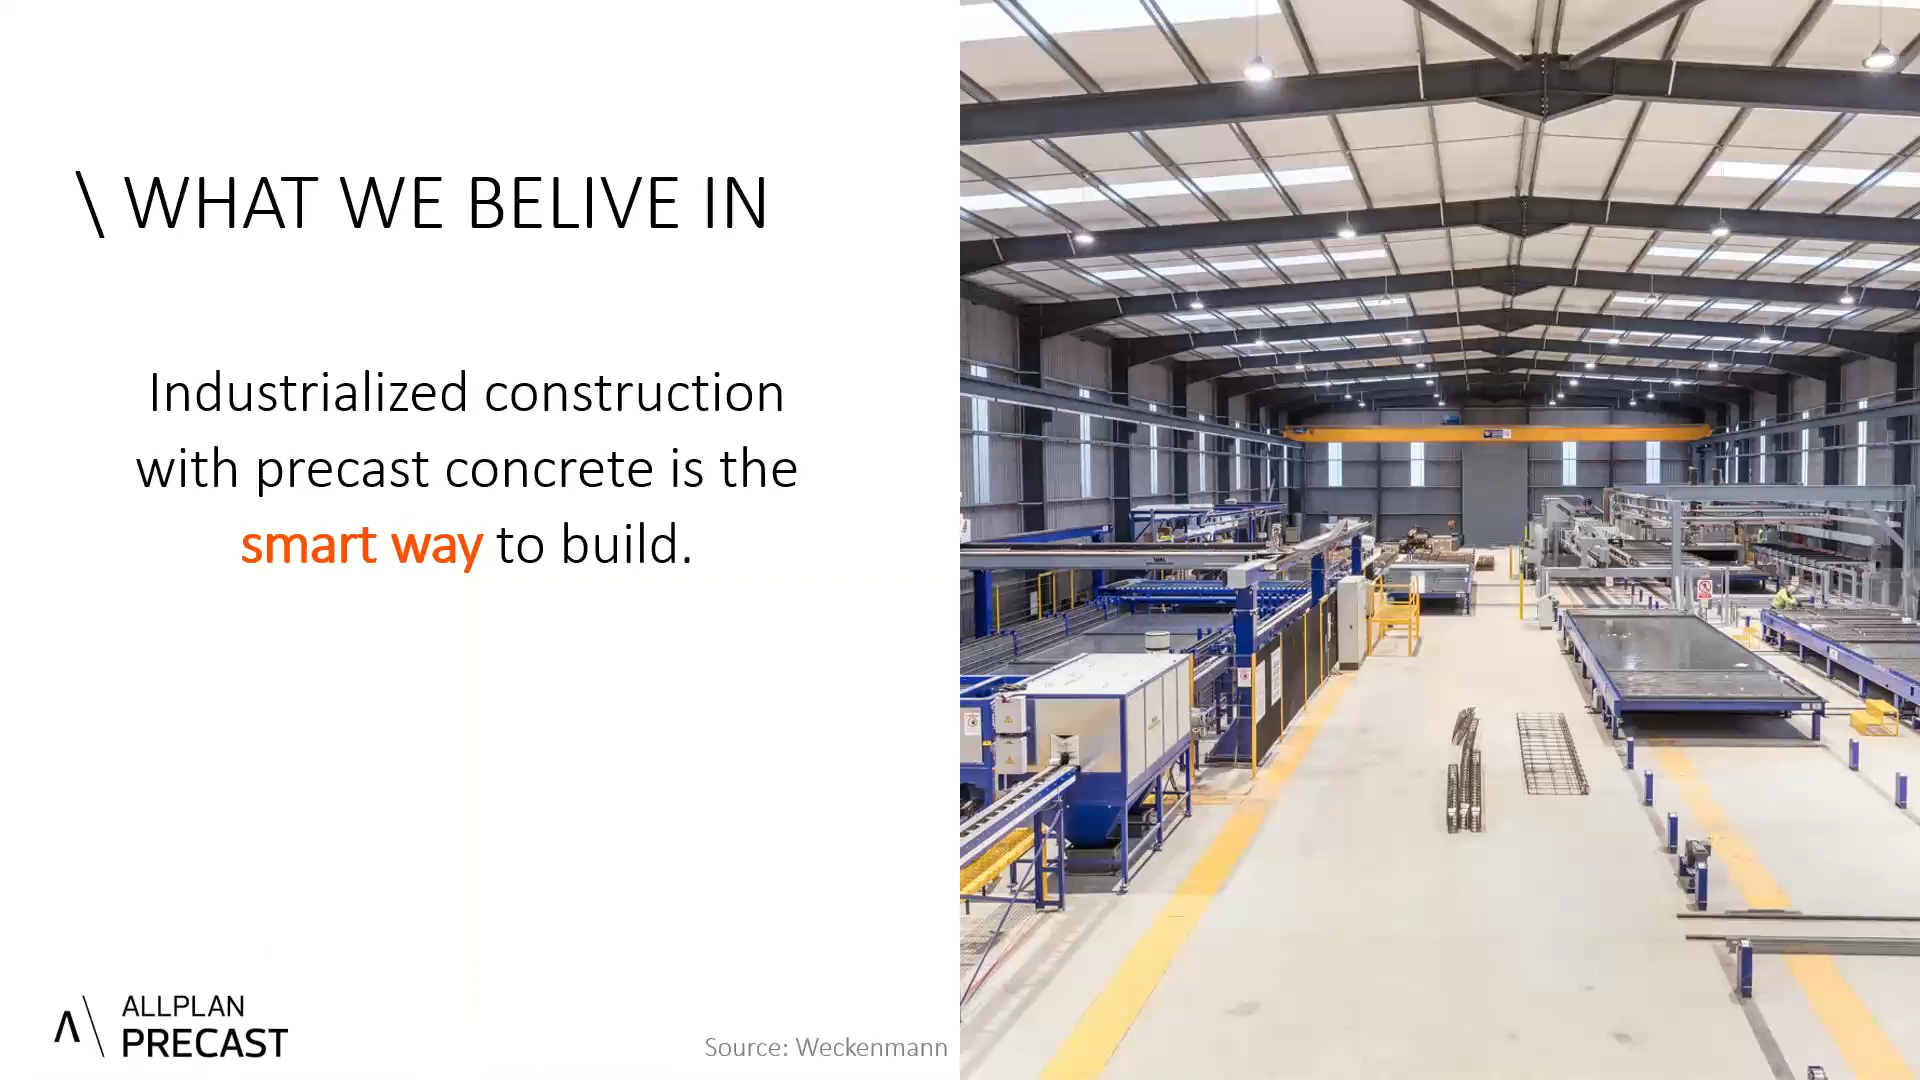 \ WHAT WE BELIVE IN
Industrialized construction
with precast concrete is the
smart way to build.
ALLPLAN
PRECAST
Source: Weckenmann